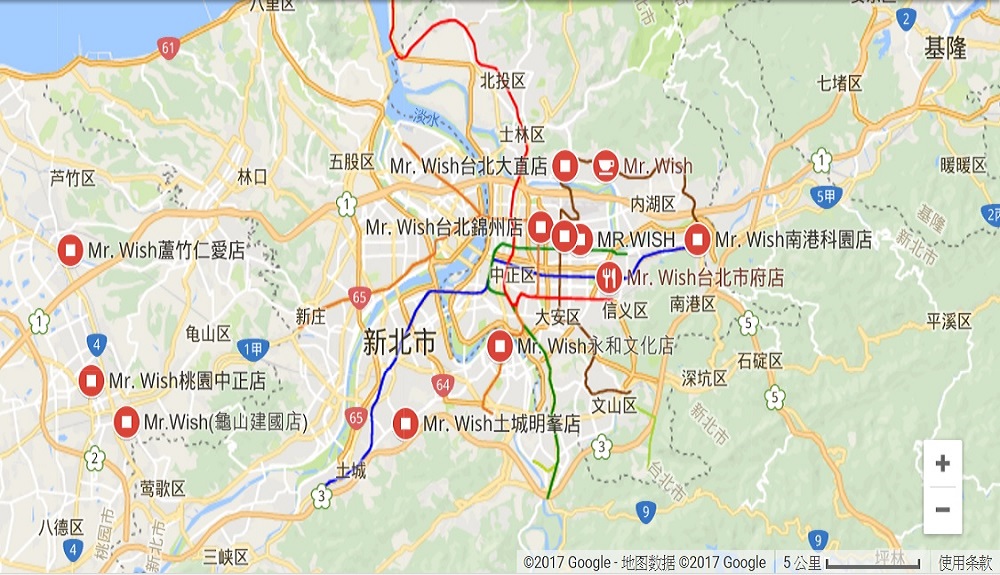 八里区
61
2
基隆
北投区
七堵区
淡水
士林区
五股区
Mr. Wish台北大直店
Mr. Wish
1
暖暖区
芦竹区
林口
5甲
1
内湖区
基隆
新北市
Mr. Wish台北錦州店
MR.WISH
Mr. Wish南港科園店
Mr. Wish蘆竹仁愛店
中正区
Mr. Wish台北市府店
65
南港区
新庄
大安区
信义区
1
5
平溪区
龟山区
新北市
4
1甲
Mr. Wish永和文化店
石碇区
Mr. Wish桃園中正店
64
深坑区
5
文山区
65
新北市
Mr.Wish(龜山建國店)
Mr. Wish土城明峯店
3
2
土城
台北市
莺歌区
3
9
八德区
4
桃园市
新北市
9
三峡区
坪林
©2017 Google - 地图数据 ©2017 Google
5 公里
使用条款